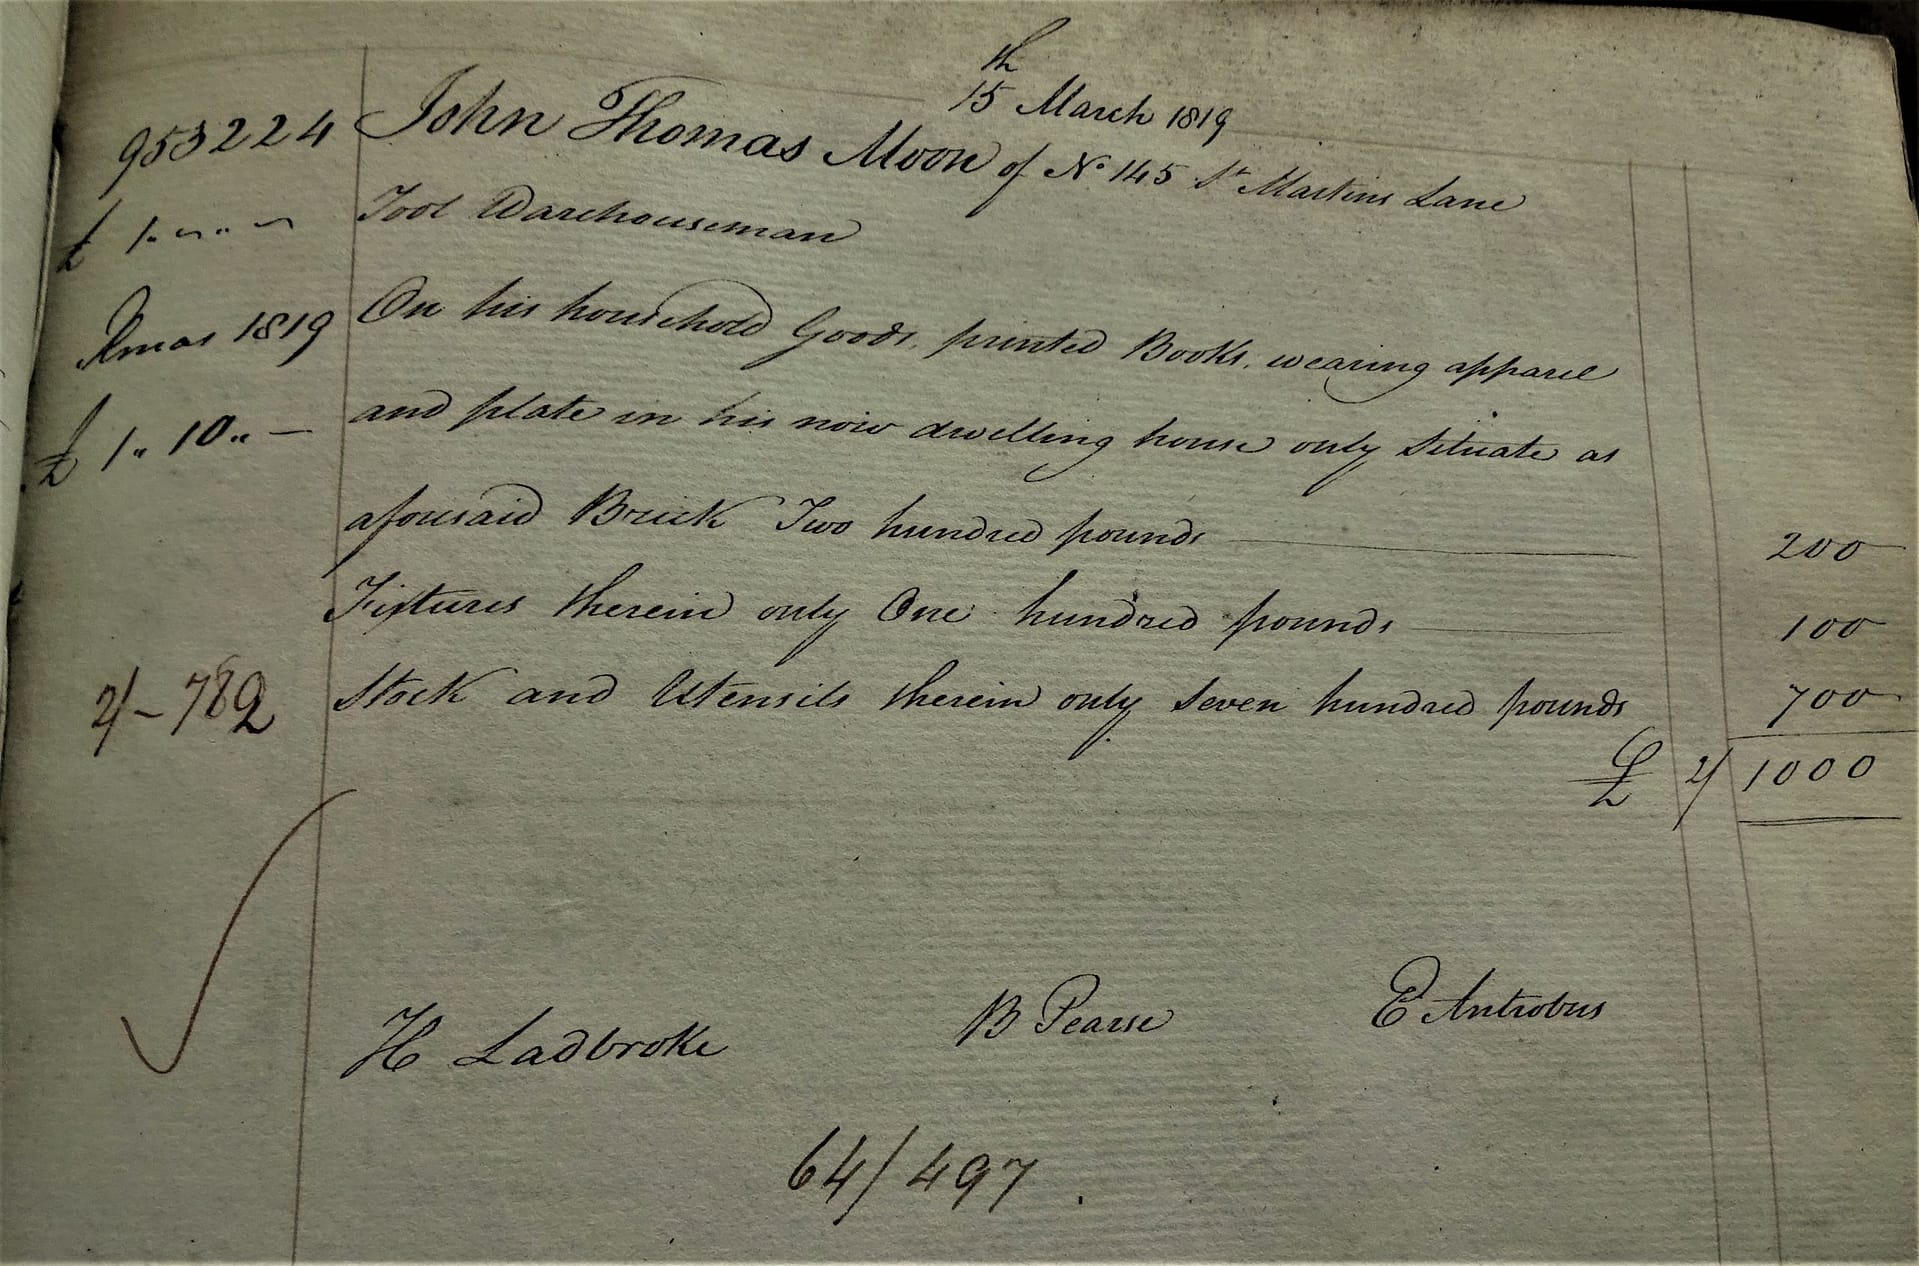 15th March 1819
953224 John Thomas Moon of No 145 St Martins Lane
£ 1.. ~ .. ~ Tool Warehouseman
Xmas 1819 On his household Goods, printed Books, wearing apparel
£ 1.. 10.. — and plate in his now dwelling house only Situate as
aforesaid Brick Two hundred pounds 200
Fixtures therein only One hundred pounds 100
2/– 782 Stock and Utensils therein only Seven hundred pounds 700
£ 2/ 1000
H Ladbroke B Pearse E Antrobus
64/497.